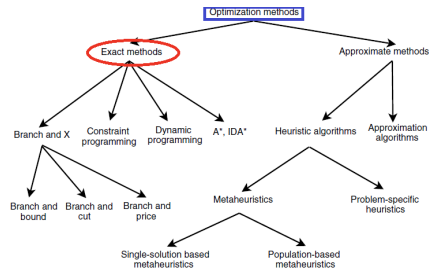 Optimization methods
Exact methods
Approximate methods
Branch and X
Constraint
programming
Dynamic
programming
A*, IDA*
Heuristic algorithms
Approximation
algorithms
Branch and
bound
Branch and
cut
Branch and
price
Metaheuristics
Problem-specific
heuristics
Single-solution based
metaheuristics
Population-based
metaheuristics